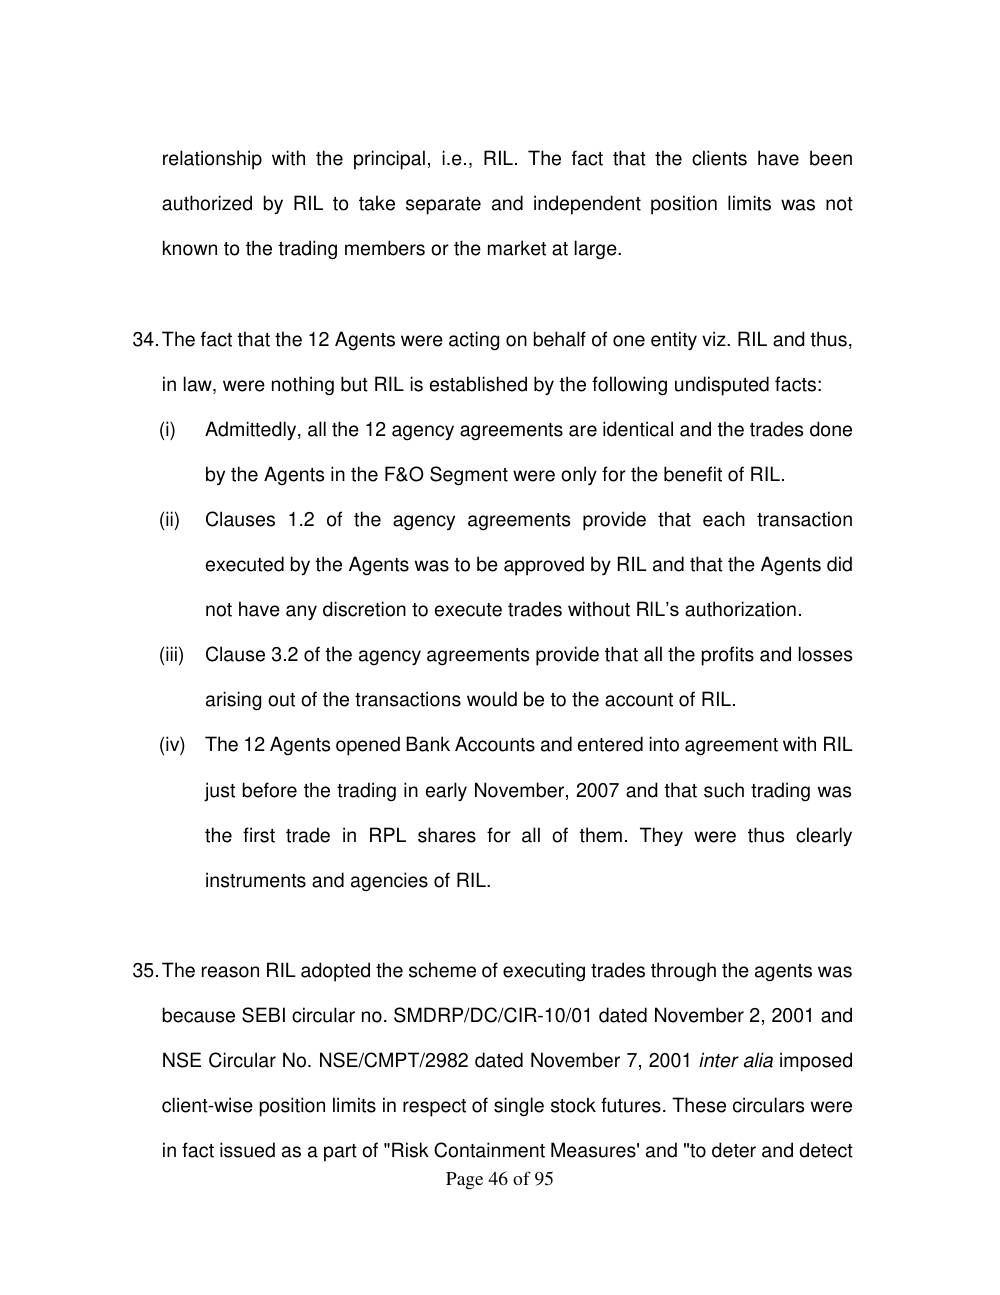 relationship with the principal, i.e., RIL. The fact that the clients have been
authorized by RIL to take separate and independent position limits was not
known to the trading members or the market at large.
34. The fact that the 12 Agents were acting on behalf of one entity viz. RIL and thus,
in law, were nothing but RIL is established by the following undisputed facts:
(i) Admittedly, all the 12 agency agreements are identical and the trades done
by the Agents in the F&O Segment were only for the benefit of RIL.
(ii) Clauses 1.2 of the agency agreements provide that each transaction
executed by the Agents was to be approved by RIL and that the Agents did
not have any discretion to execute trades without RIL’s authorization.
(iii) Clause 3.2 of the agency agreements provide that all the profits and losses
arising out of the transactions would be to the account of RIL.
(iv) The 12 Agents opened Bank Accounts and entered into agreement with RIL
just before the trading in early November, 2007 and that such trading was
the first trade in RPL shares for all of them. They were thus clearly
instruments and agencies of RIL.
35. The reason RIL adopted the scheme of executing trades through the agents was
because SEBI circular no. SMDRP/DC/CIR-10/01 dated November 2, 2001 and
NSE Circular No. NSE/CMPT/2982 dated November 7, 2001 inter alia imposed
client-wise position limits in respect of single stock futures. These circulars were
in fact issued as a part of "Risk Containment Measures' and "to deter and detect
Page 46 of 95